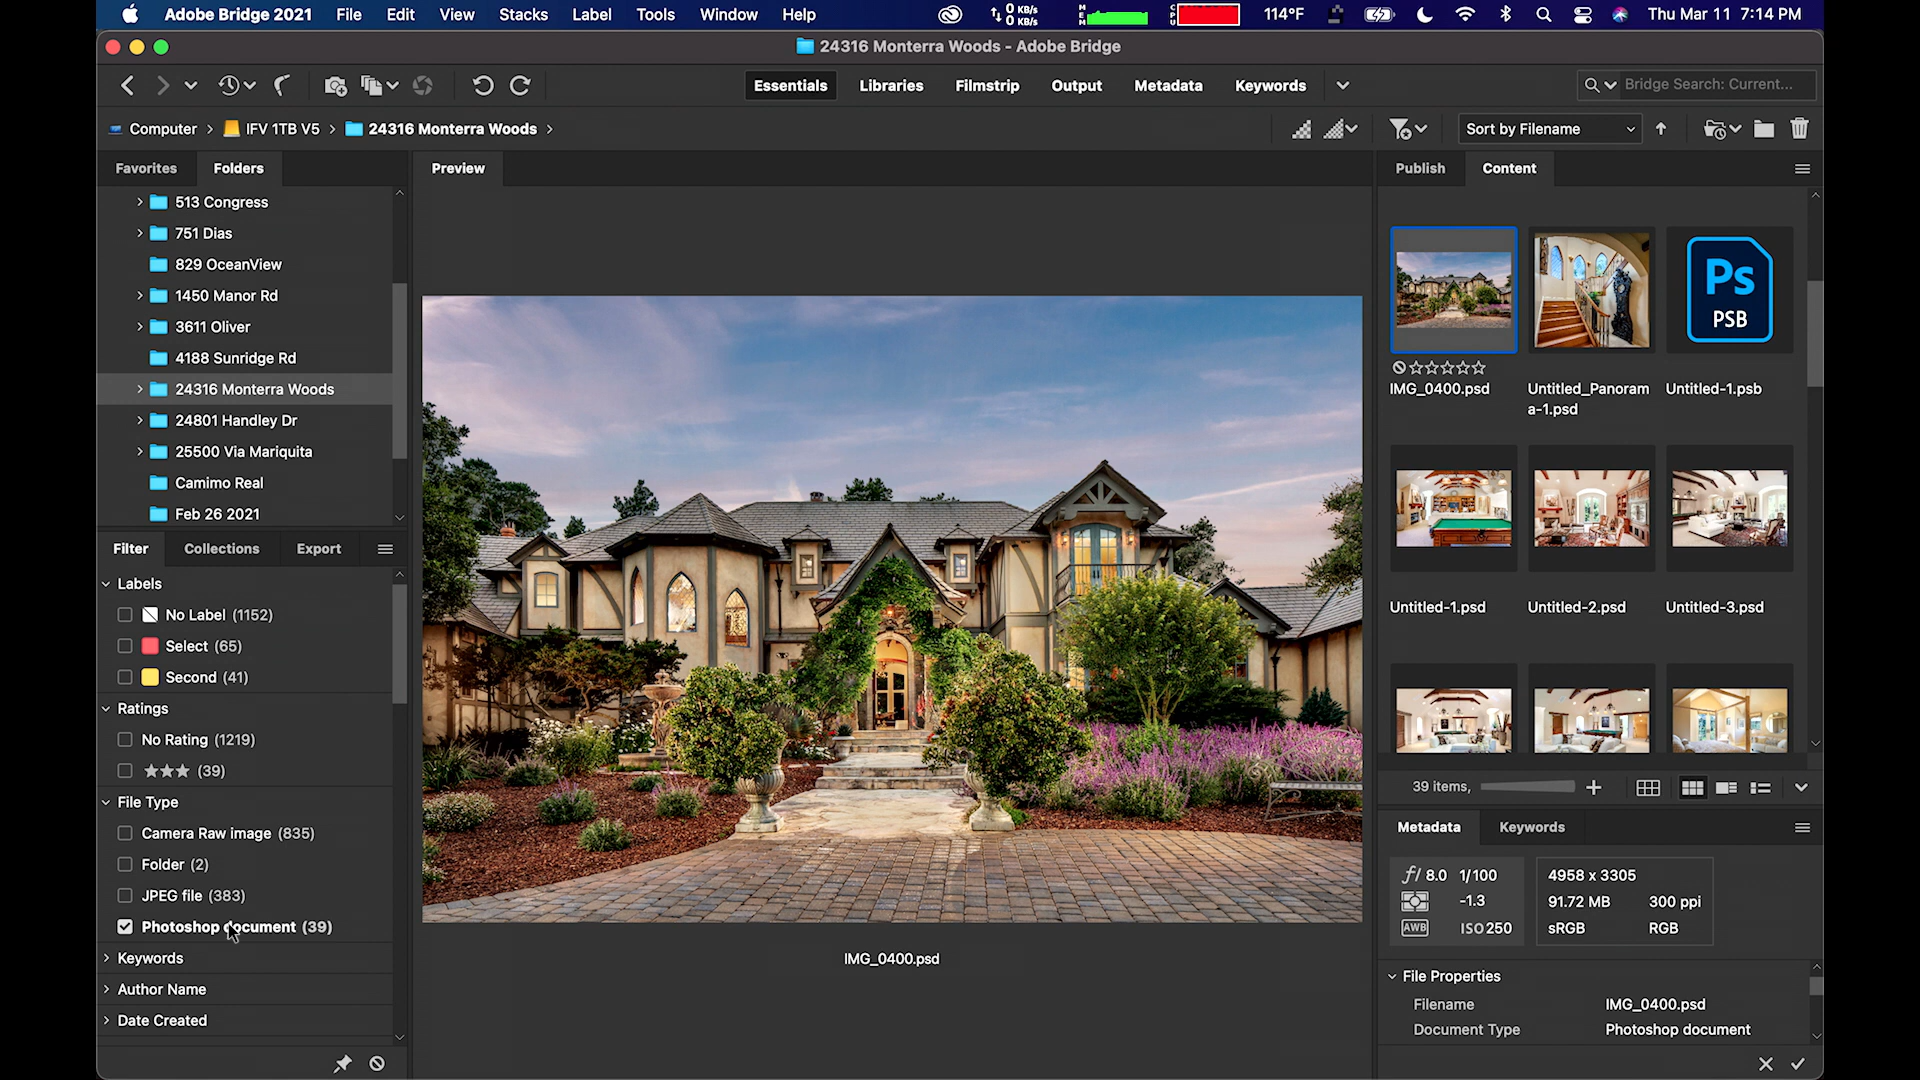 Adobe Bridge 2021 File Edit View Stacks Label Tools Window Help 0 KB/s 0 KB/s MEM CPU 114°F Thu Mar 11 7:14 PM
24316 Monterra Woods - Adobe Bridge
Essentials Libraries Filmstrip Output Metadata Keywords Bridge Search: Current...
Computer IFV 1TB V5 24316 Monterra Woods Sort by Filename
Favorites Folders
513 Congress
751 Dias
829 OceanView
1450 Manor Rd
3611 Oliver
4188 Sunridge Rd
24316 Monterra Woods
24801 Handley Dr
25500 Via Mariquita
Camimo Real
Feb 26 2021
Filter Collections Export
Labels
No Label (1152)
Select (65)
Second (41)
Ratings
No Rating (1219)
(39)
File Type
Camera Raw image (835)
Folder (2)
JPEG file (383)
Photoshop document (39)
Keywords
Author Name
Date Created
Preview
IMG_0400.psd
Publish Content
Ps
PSB
IMG_0400.psd Untitled_Panoram Untitled-1.psb
a-1.psd
Untitled-1.psd Untitled-2.psd Untitled-3.psd
39 items,
Metadata Keywords
f/ 8.0 1/100 4958 x 3305
-1.3 91.72 MB 300 ppi
AWB ISO250 sRGB RGB
File Properties
Filename IMG_0400.psd
Document Type Photoshop document